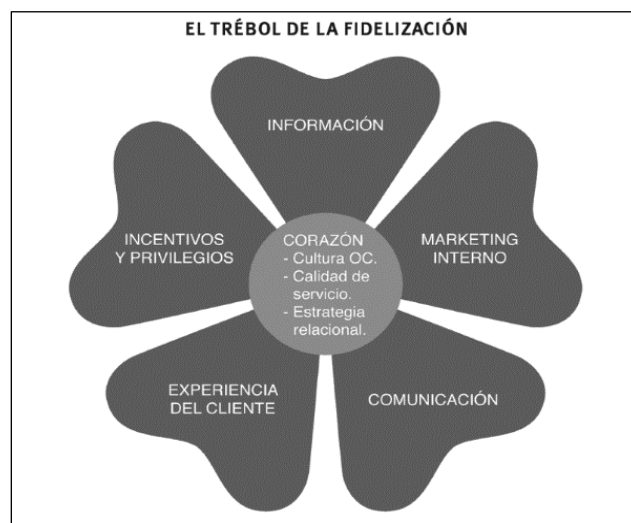 EL TRÉBOL DE LA FIDELIZACIÓN
INFORMACIÓN
INCENTIVOS
Y PRIVILEGIOS
CORAZÓN
- Cultura OC.
- Calidad de
servicio.
- Estrategia
relacional.
MARKETING
INTERNO
EXPERIENCIA
DEL CLIENTE
COMUNICACIÓN